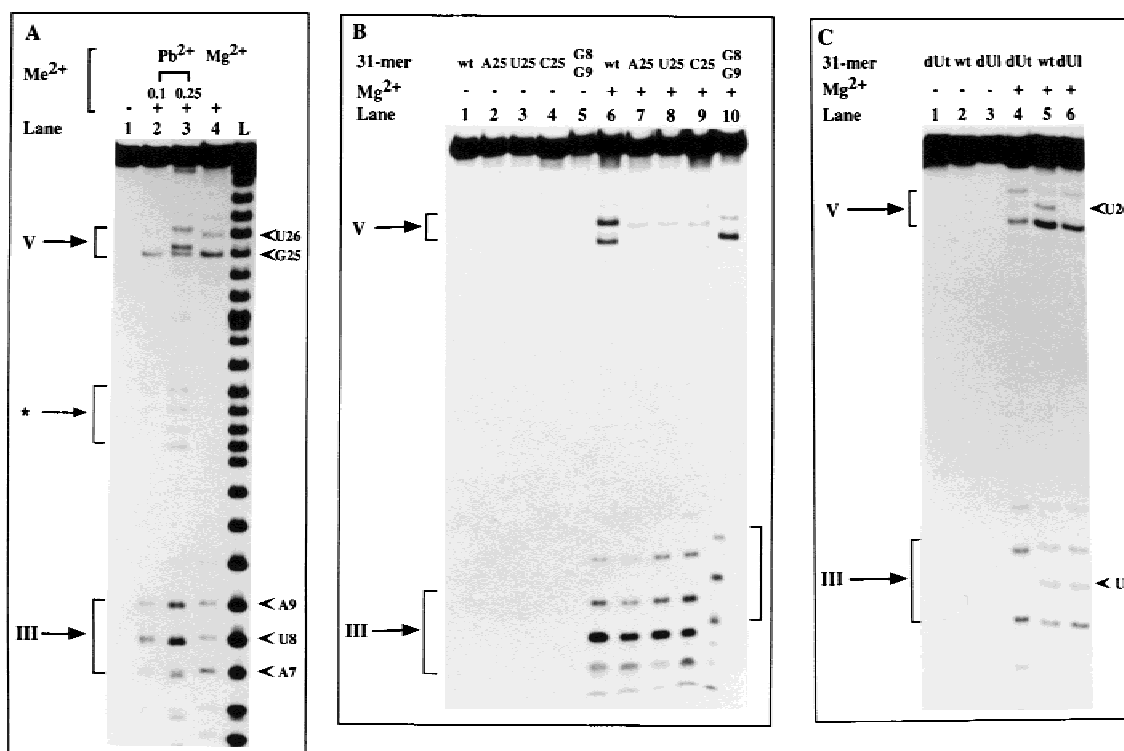 A
Pb2+ Mg2+
Me2+
0.1 0.25
- + + +
Lane 1 2 3 4 L
V
U26
G25
*
A9
III
U8
A7
B
31-mer wt A25 U25 C25 G8 G9 wt A25 U25 C25 G8 G9
Mg2+ - - - - - + + + + +
Lane 1 2 3 4 5 6 7 8 9 10
V
III
C
31-mer dUt wt dUl dUt wt dUl
Mg2+ - - - + + +
Lane 1 2 3 4 5 6
V
III